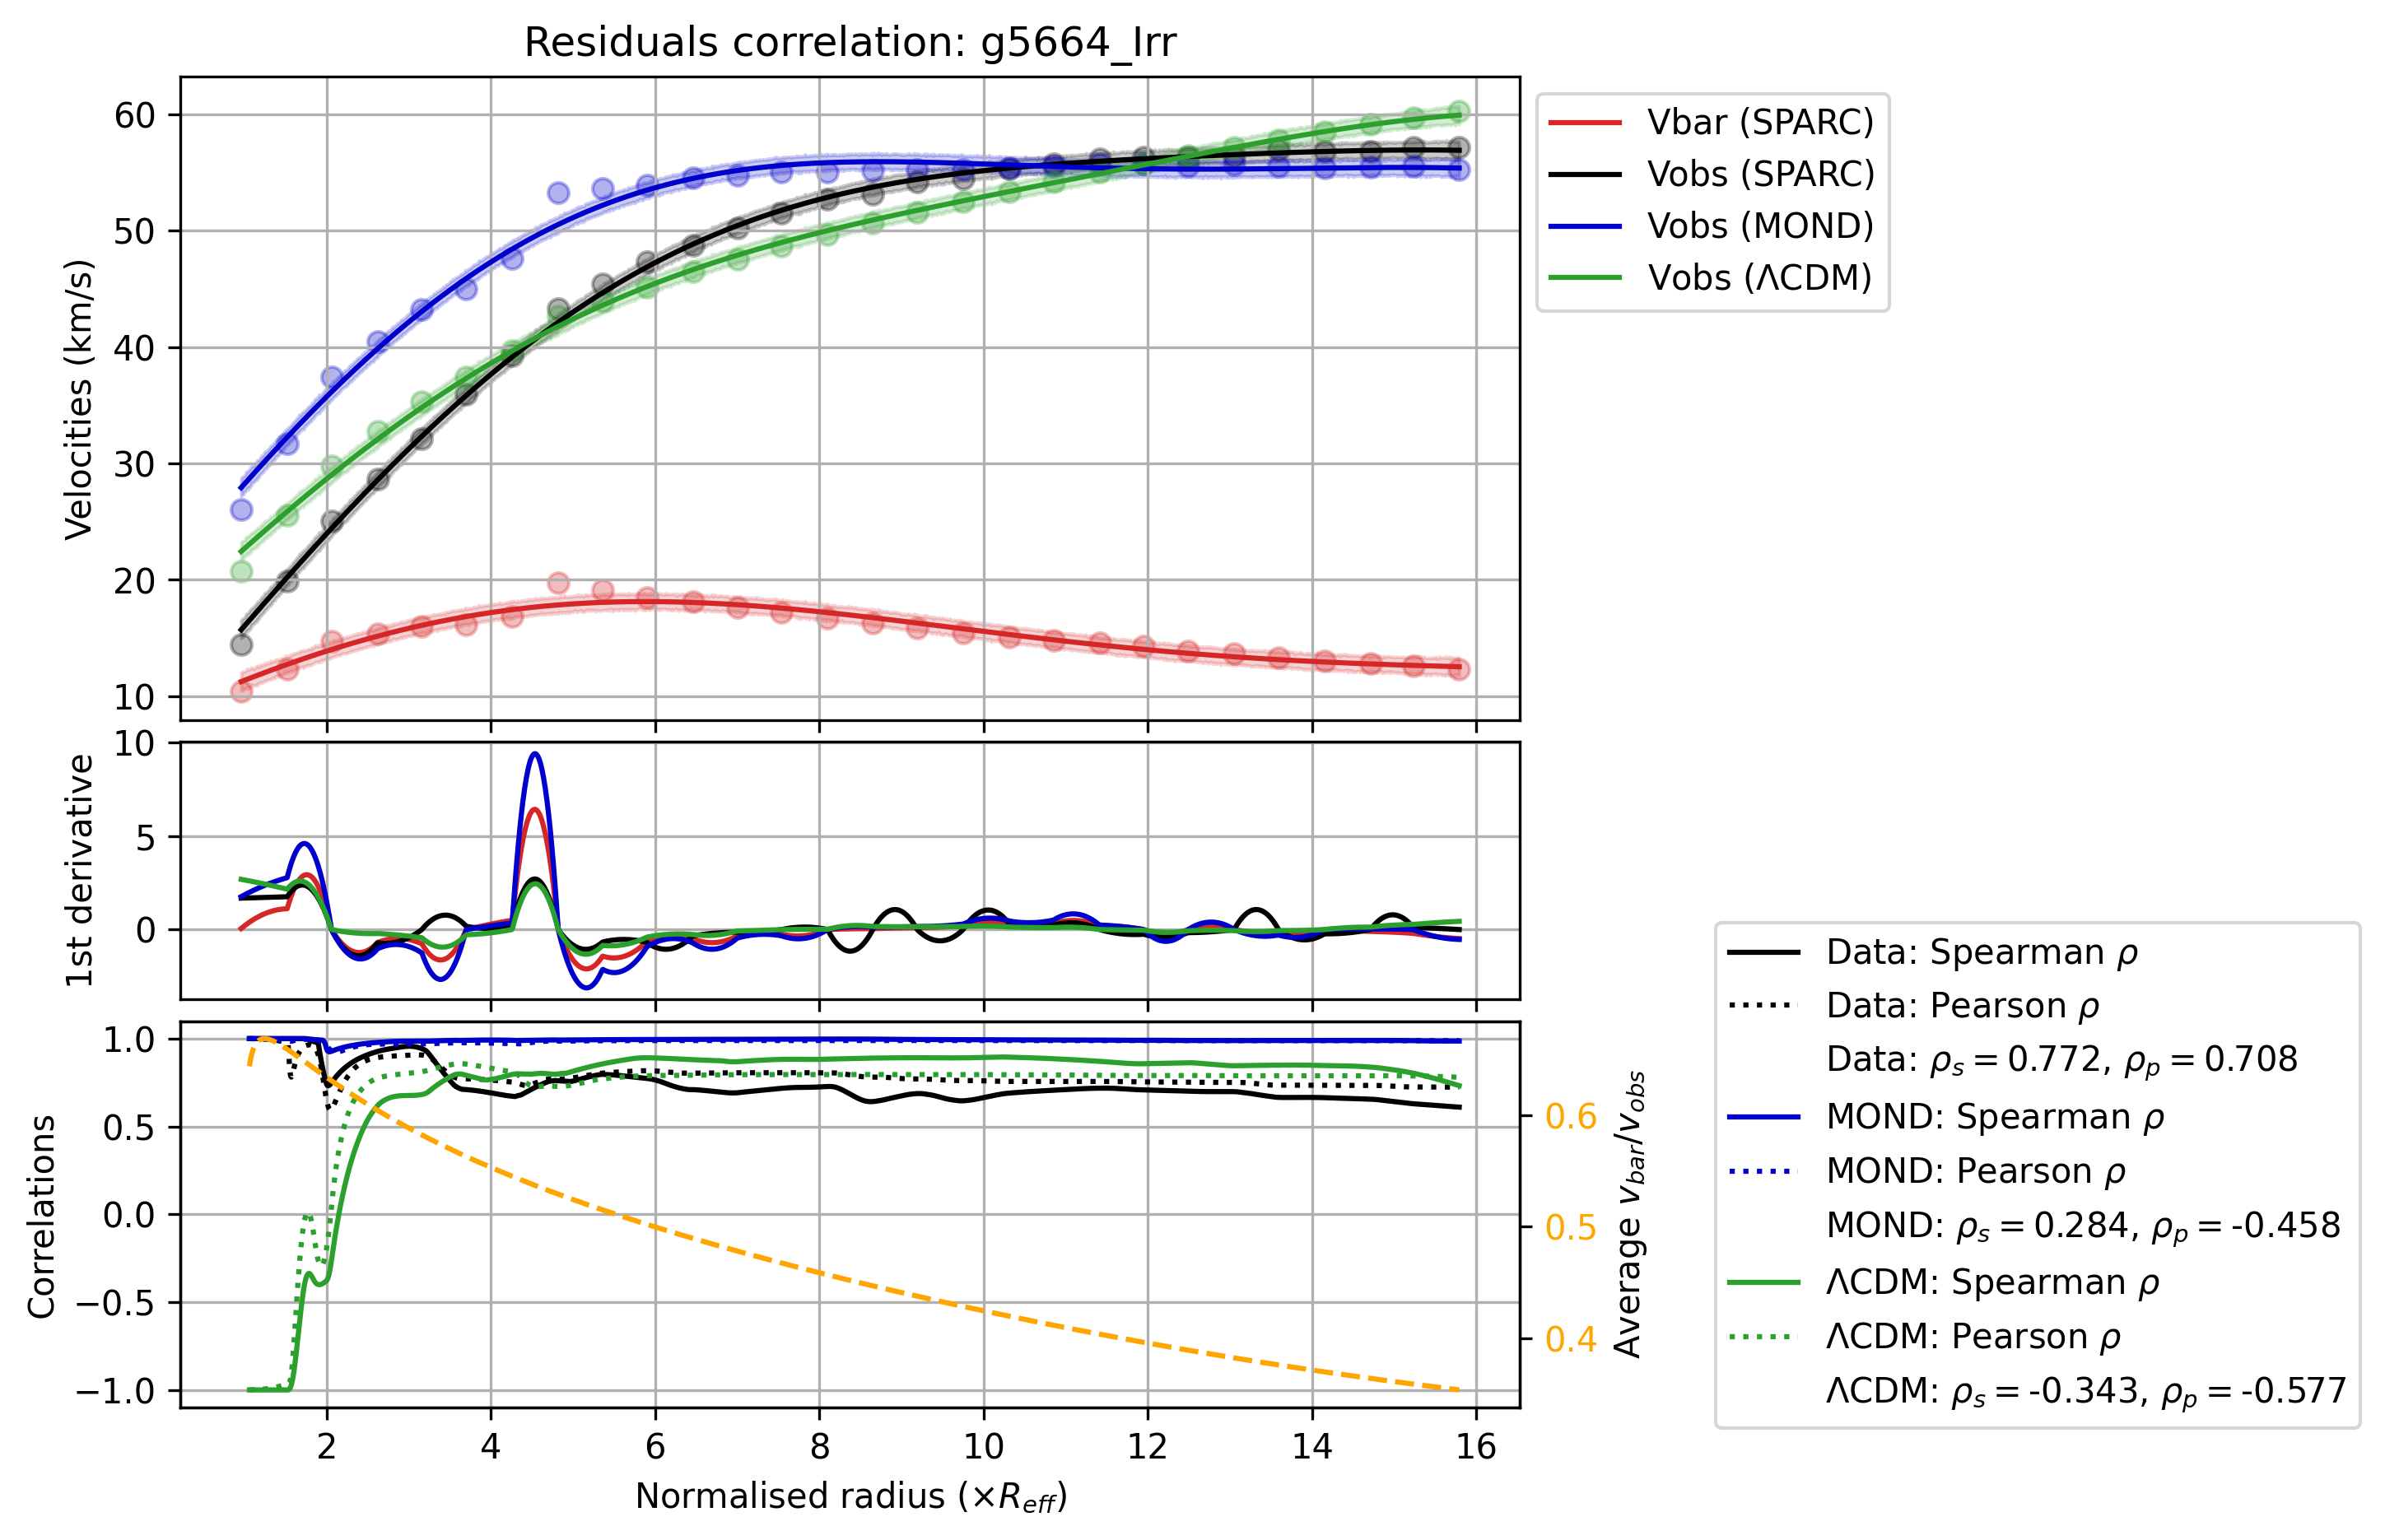 Residuals correlation: g5664_Irr
60
50
40
30
20
10
Velocities (km/s)
Vbar (SPARC)
Vobs (SPARC)
Vobs (MOND)
Vobs (ΛCDM)
10
5
0
1st derivative
1.0
0.5
0.0
−0.5
−1.0
Correlations
0.6
0.5
0.4
Average v_bar/v_obs
2 4 6 8 10 12 14 16
Normalised radius (×R_eff)
Data: Spearman ρ
Data: Pearson ρ
Data: ρ_s = 0.772, ρ_p = 0.708
MOND: Spearman ρ
MOND: Pearson ρ
MOND: ρ_s = 0.284, ρ_p = -0.458
ΛCDM: Spearman ρ
ΛCDM: Pearson ρ
ΛCDM: ρ_s = -0.343, ρ_p = -0.577